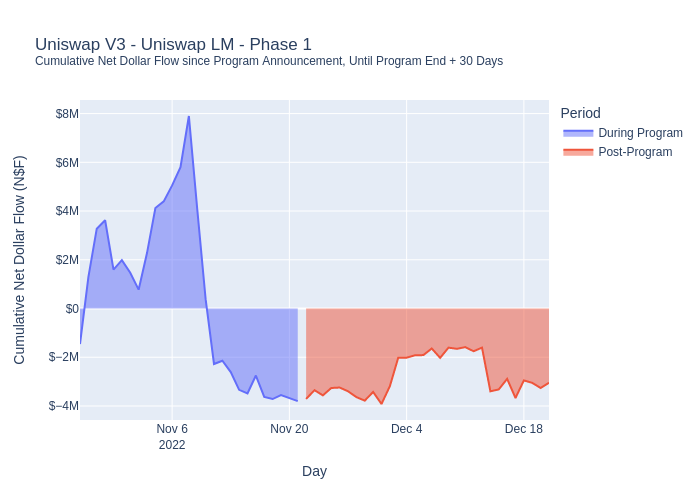 Uniswap V3 - Uniswap LM - Phase 1
Cumulative Net Dollar Flow since Program Announcement, Until Program End + 30 Days
Period
During Program
Post-Program
Cumulative Net Dollar Flow (N$F)
$8M
$6M
$4M
$2M
$0
$−2M
$−4M
Nov 6
2022
Nov 20
Dec 4
Dec 18
Day